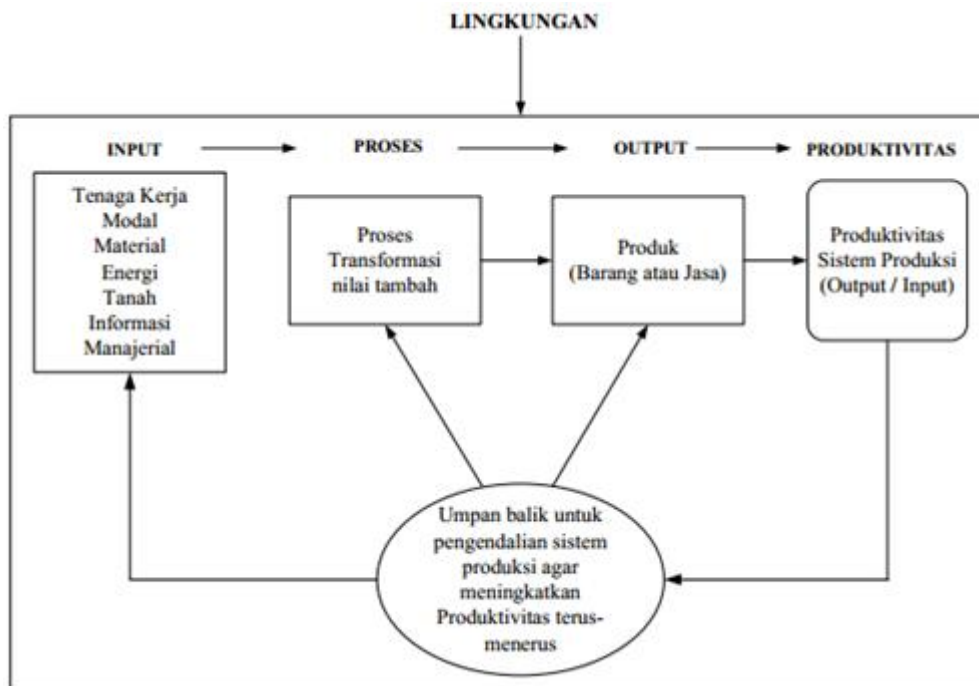 LINGKUNGAN
INPUT
PROSES
OUTPUT
PRODUKTIVITAS
Tenaga Kerja
Modal
Material
Energi
Tanah
Informasi
Manajerial
Proses
Transformasi
nilai tambah
Produk
(Barang atau Jasa)
Produktivitas
Sistem Produksi
(Output / Input)
Umpan balik untuk
pengendalian sistem
produksi agar
meningkatkan
Produktivitas terus-
menerus